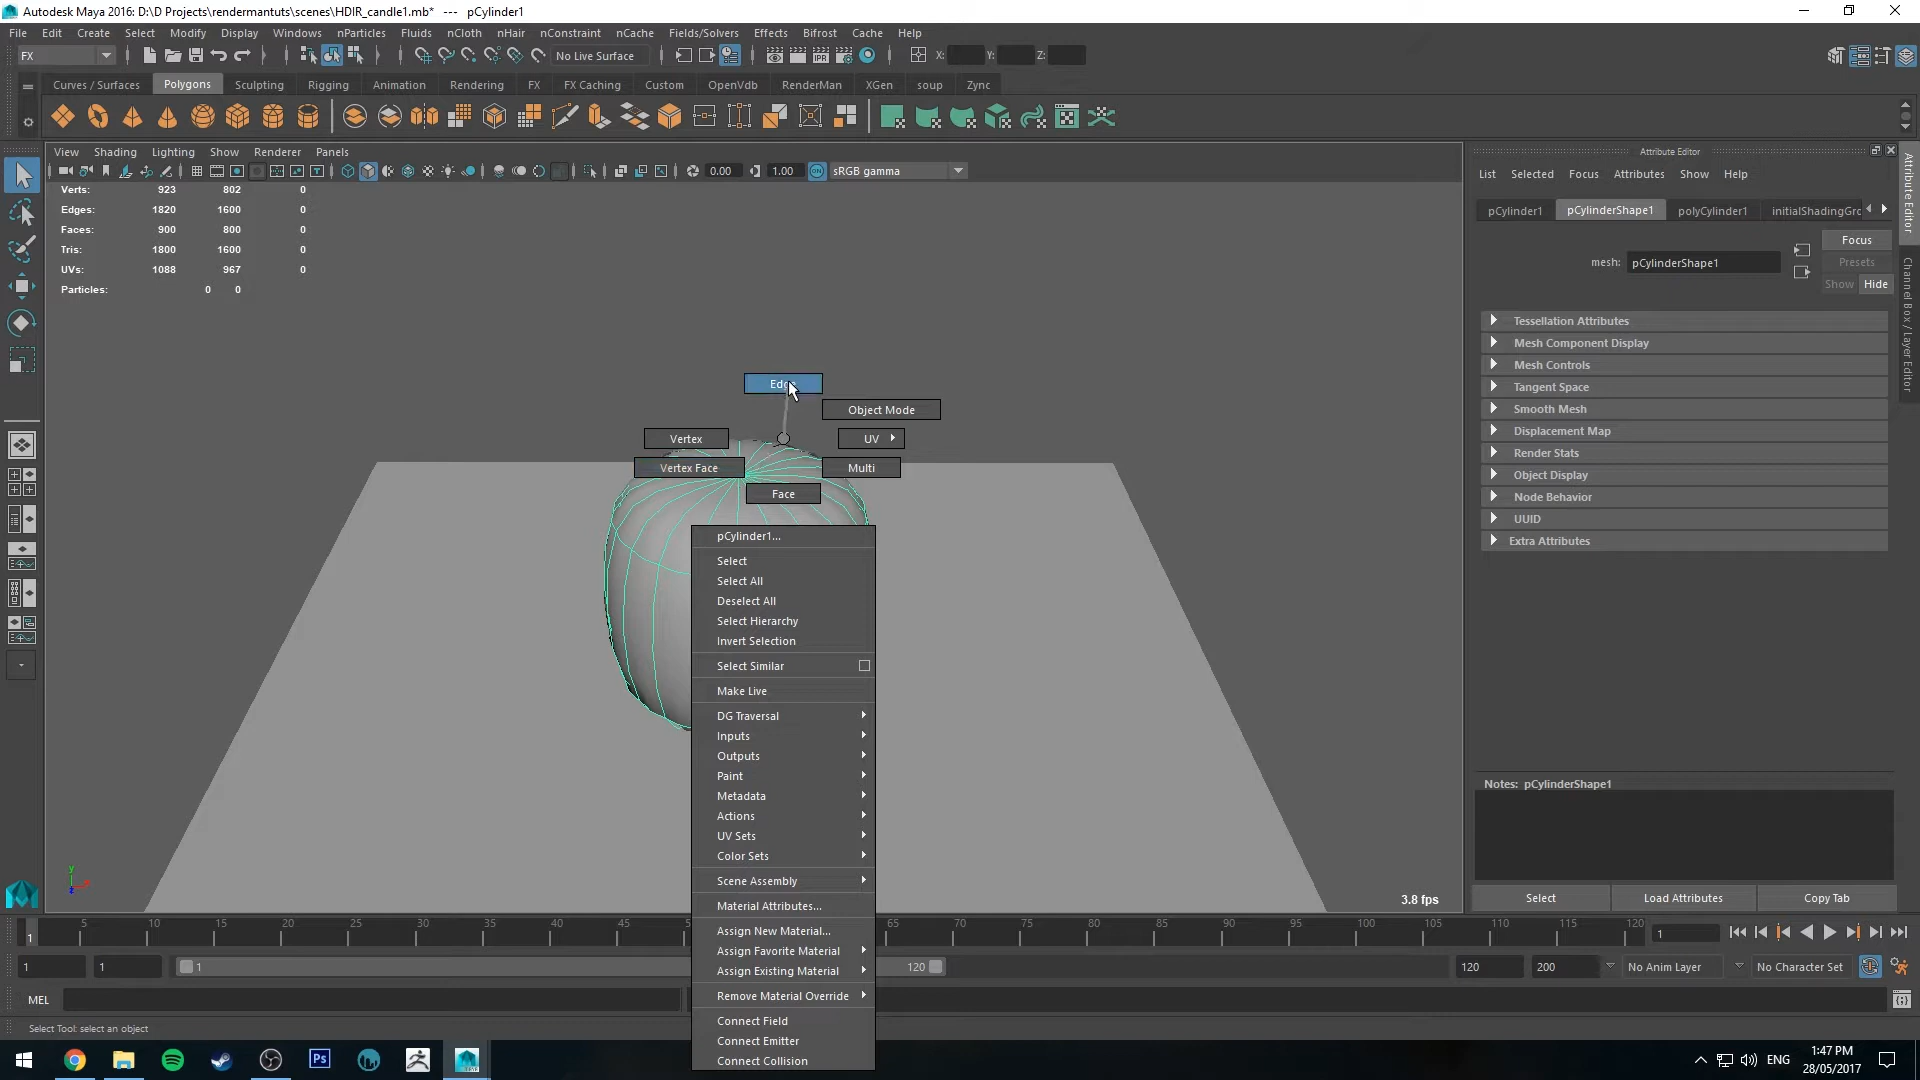 Autodesk Maya 2016: D:\D Projects\rendermantuts\scenes\HDIR_candle1.mb* --- pCylinder1
File Edit Create Select Modify Display Windows nParticles Fluids nCloth nHair nConstraint nCache Fields/Solvers Effects Bifrost Cache Help
FX No Live Surface X: Y: Z:
Curves / Surfaces Polygons Sculpting Rigging Animation Rendering FX FX Caching Custom OpenVdb RenderMan XGen soup Zync
View Shading Lighting Show Renderer Panels
0.00 1.00 ON sRGB gamma
Verts: 923 802 0
Edges: 1820 1600 0
Faces: 900 800 0
Tris: 1800 1600 0
UVs: 1088 967 0
Particles: 0 0
Object Mode
Vertex UV
Vertex Face Multi
Face
pCylinder1...
Select
Select All
Deselect All
Select Hierarchy
Invert Selection
Select Similar
Make Live
DG Traversal
Inputs
Outputs
Paint
Metadata
Actions
UV Sets
Color Sets
Scene Assembly
Material Attributes...
Assign New Material...
Assign Favorite Material
Assign Existing Material
Remove Material Override
Connect Field
Connect Emitter
Connect Collision
3.8 fps
Attribute Editor
List Selected Focus Attributes Show Help
pCylinder1 pCylinderShape1 polyCylinder1 initialShadingGro
Focus
mesh: pCylinderShape1 Presets
Show Hide
Tessellation Attributes
Mesh Component Display
Mesh Controls
Tangent Space
Smooth Mesh
Displacement Map
Render Stats
Object Display
Node Behavior
UUID
Extra Attributes
Notes: pCylinderShape1
Select Load Attributes Copy Tab
Attribute Editor
Channel Box / Layer Editor
5 10 15 20 25 30 35 40 45 65 70 75 80 85 90 95 100 105 110 115 120
1 1
1 1 1 120 120 200 No Anim Layer No Character Set
MEL
Select Tool: select an object
Ps ENG 1:47 PM
28/05/2017